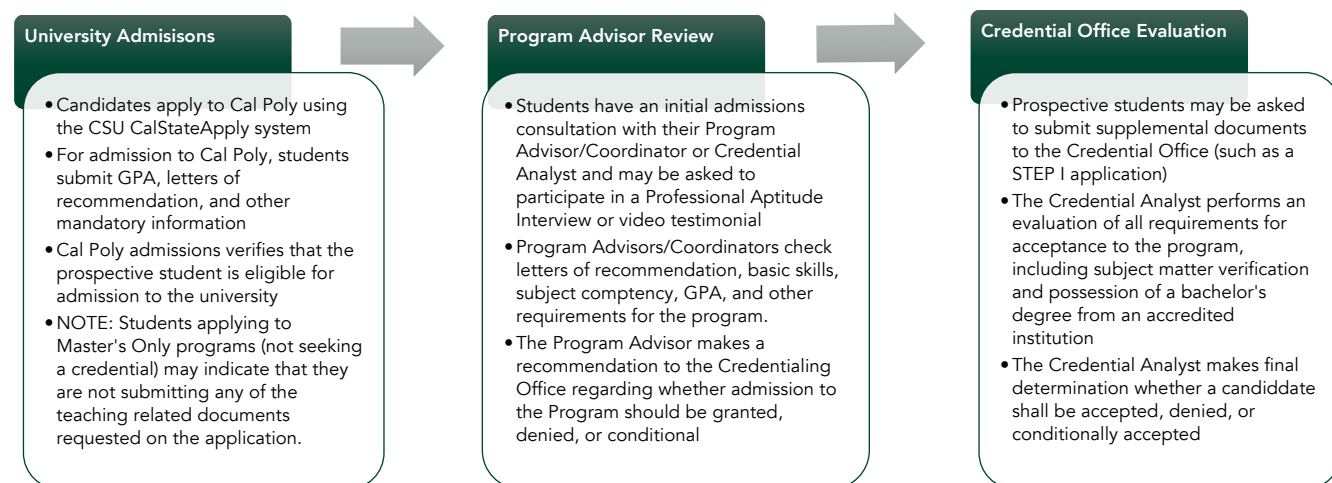 University Admisisons
• Candidates apply to Cal Poly using
the CSU CalStateApply system
• For admission to Cal Poly, students
submit GPA, letters of
recommendation, and other
mandatory information
• Cal Poly admissions verifies that the
prospective student is eligible for
admission to the university
• NOTE: Students applying to
Master's Only programs (not seeking
a credential) may indicate that they
are not submitting any of the
teaching related documents
requested on the application.
Program Advisor Review
• Students have an initial admissions
consultation with their Program
Advisor/Coordinator or Credential
Analyst and may be asked to
participate in a Professional Aptitude
Interview or video testimonial
• Program Advisors/Coordinators check
letters of recommendation, basic skills,
subject comptency, GPA, and other
requirements for the program.
• The Program Advisor makes a
recommendation to the Credentialing
Office regarding whether admission to
the Program should be granted,
denied, or conditional
Credential Office Evaluation
• Prospective students may be asked
to submit supplemental documents
to the Credential Office (such as a
STEP I application)
• The Credential Analyst performs an
evaluation of all requirements for
acceptance to the program,
including subject matter verification
and possession of a bachelor's
degree from an accredited
institution
• The Credential Analyst makes final
determination whether a candiddate
shall be accepted, denied, or
conditionally accepted